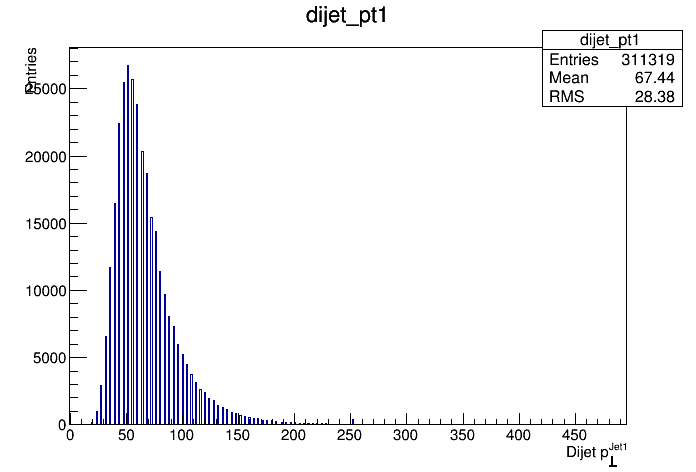 dijet_pt1
dijet_pt1
Entries 311319
Mean 67.44
RMS 28.38
Entries
25000
20000
15000
10000
5000
0
0 50 100 150 200 250 300 350 400 450
Dijet p⊥^Jet1